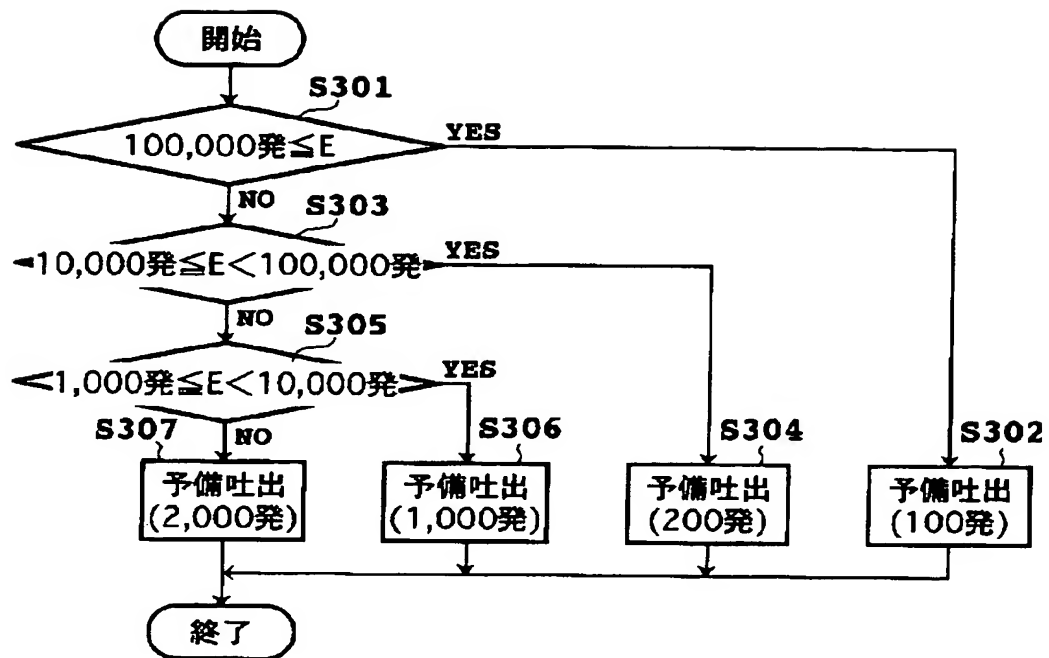 開始
S301
100,000発≦E
YES
NO
S303
10,000発≦E<100,000発
YES
NO
S305
1,000発≦E<10,000発
YES
NO
S307
予備吐出
(2,000発)
S306
予備吐出
(1,000発)
S304
予備吐出
(200発)
S302
予備吐出
(100発)
終了